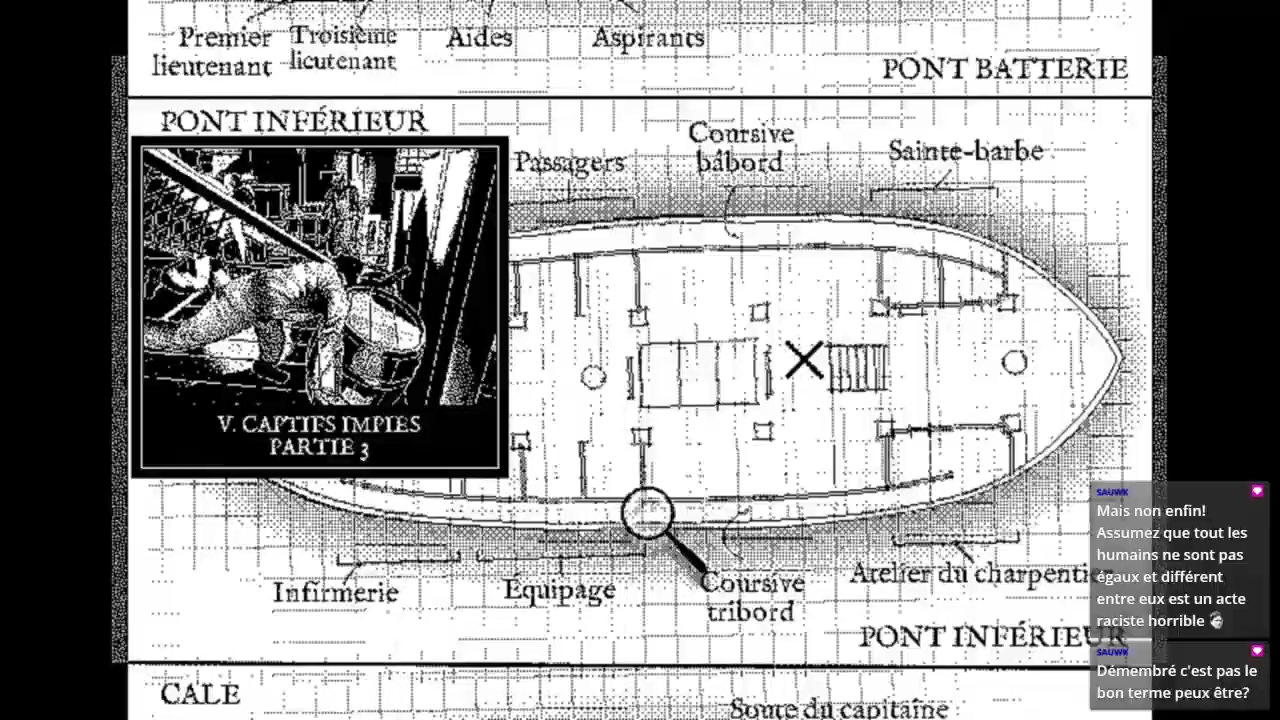 Premier
lieutenant
Troisième
lieutenant
Aides
Aspirants
PONT BATTERIE
PONT INFÉRIEUR
Passagers
Coursive
bâbord
Sainte-barbe
V. CAPTIFS IMPIES
PARTIE 3
Infirmerie
Équipage
Coursive
tribord
Atelier du charpentier
PONT INFÉRIEUR
CALE
Soute du capitaine
SAUWK
Mais non enfin!
Assumez que tout les
humains ne sont pas
égaux et différent
entre eux est un acte
raciste horrible
SAUWK
Démembré c'est pas le
bon terme peux être?